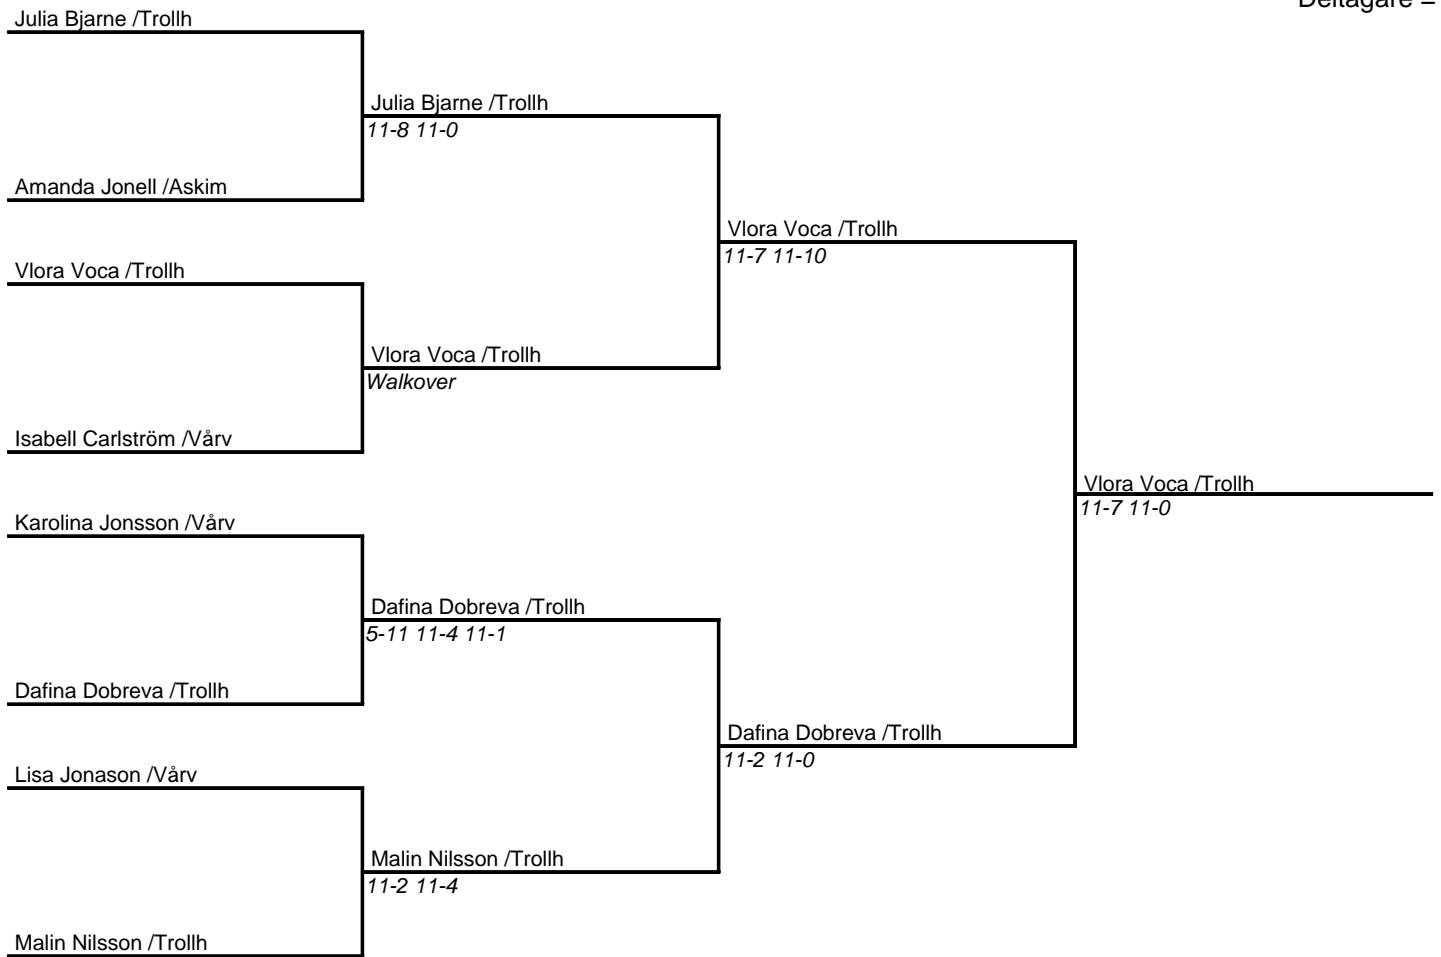 Deltagare =
Julia Bjarne /Trollh
Julia Bjarne /Trollh
11-8 11-0
Amanda Jonell /Askim
Vlora Voca /Trollh
11-7 11-10
Vlora Voca /Trollh
Vlora Voca /Trollh
Walkover
Isabell Carlström /Vårv
Vlora Voca /Trollh
11-7 11-0
Karolina Jonsson /Vårv
Dafina Dobreva /Trollh
5-11 11-4 11-1
Dafina Dobreva /Trollh
Dafina Dobreva /Trollh
11-2 11-0
Lisa Jonason /Vårv
Malin Nilsson /Trollh
11-2 11-4
Malin Nilsson /Trollh